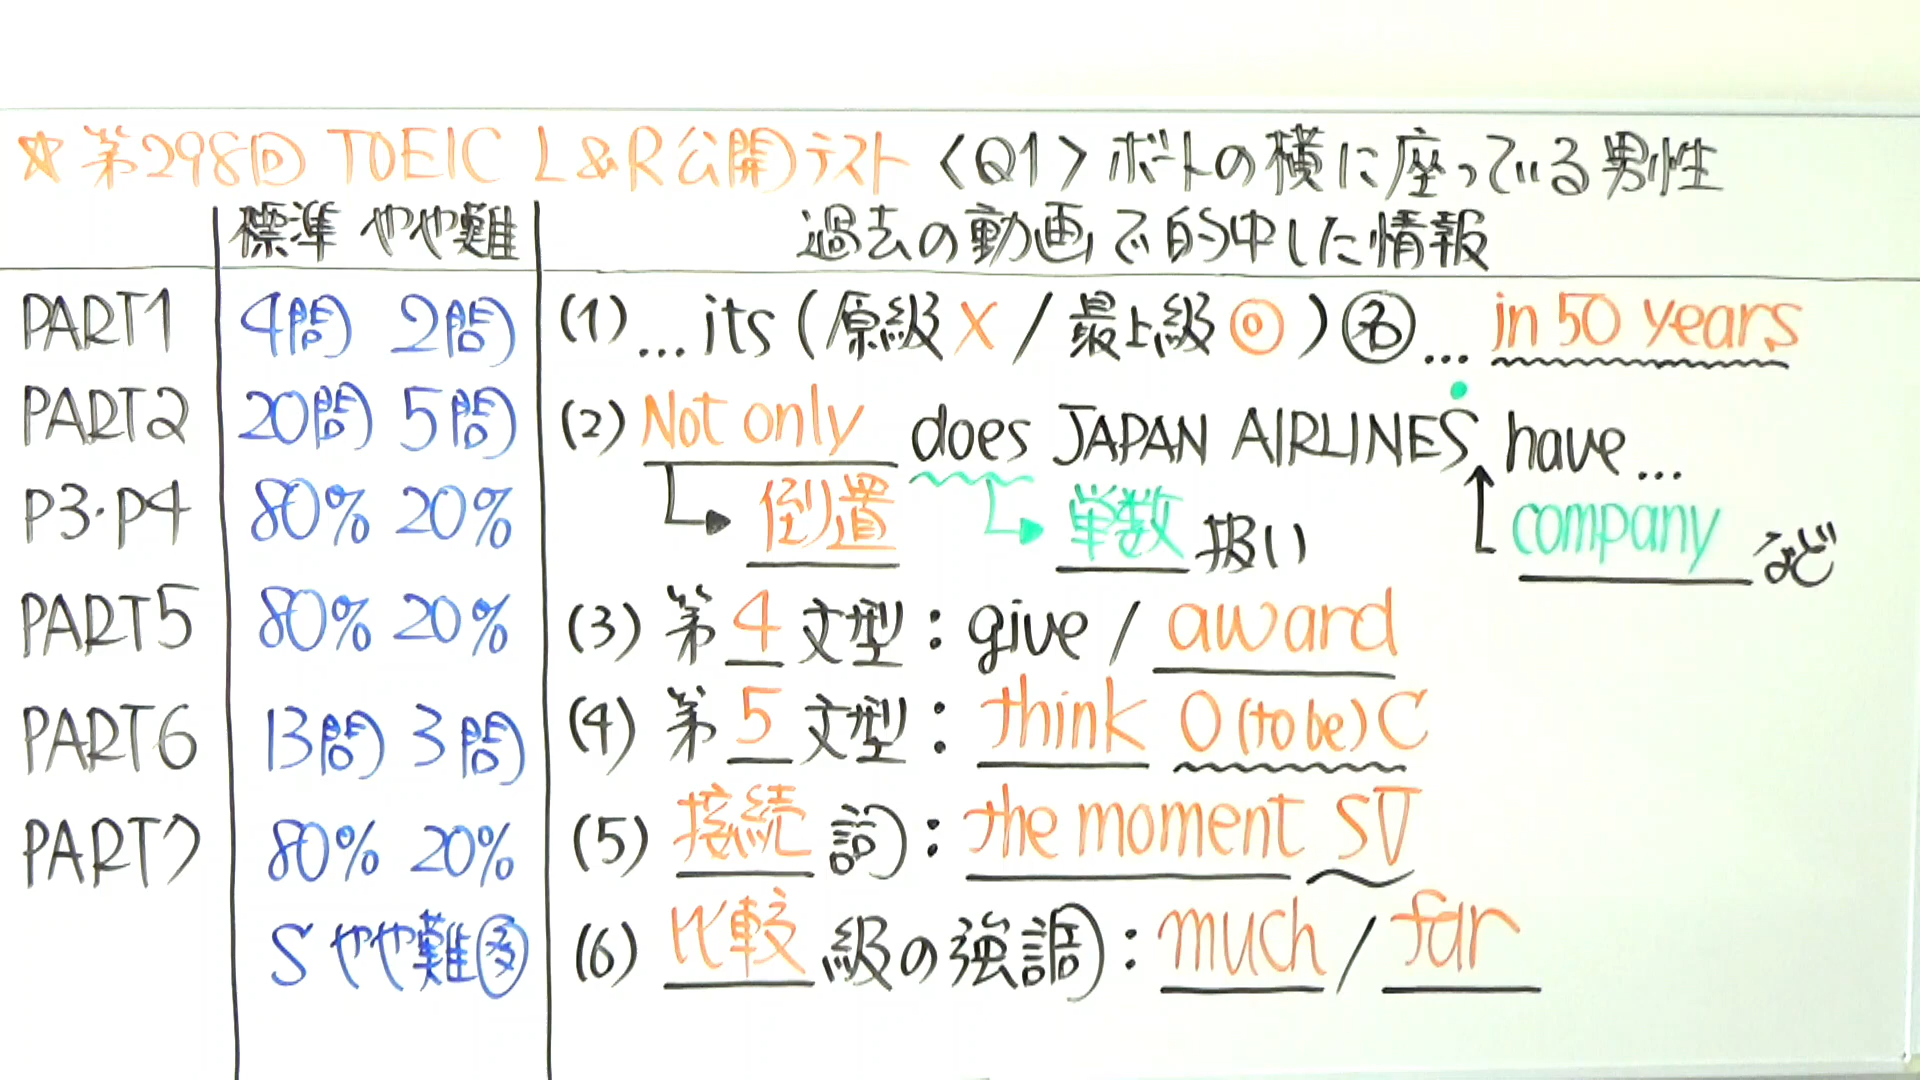 ☆ 第298回 TOEIC L&R公開テスト 〈Q1〉ボートの横に座っている男性
標準 やや難 過去の動画で的中した情報
PART1 4問 2問 (1) ... its (原級 X / 最上級 ◎) 名 ... in 50 years
PART2 20問 5問 (2) Not only does JAPAN AIRLINES have ...
倒置 単数 扱い company など
P3・P4 80% 20%
PART5 80% 20% (3) 第4文型: give / award
PART6 13問 3問 (4) 第5文型: think O (to be) C
PART7 80% 20% (5) 接続詞: the moment SV
S やや難多 (6) 比較級の強調: much / far